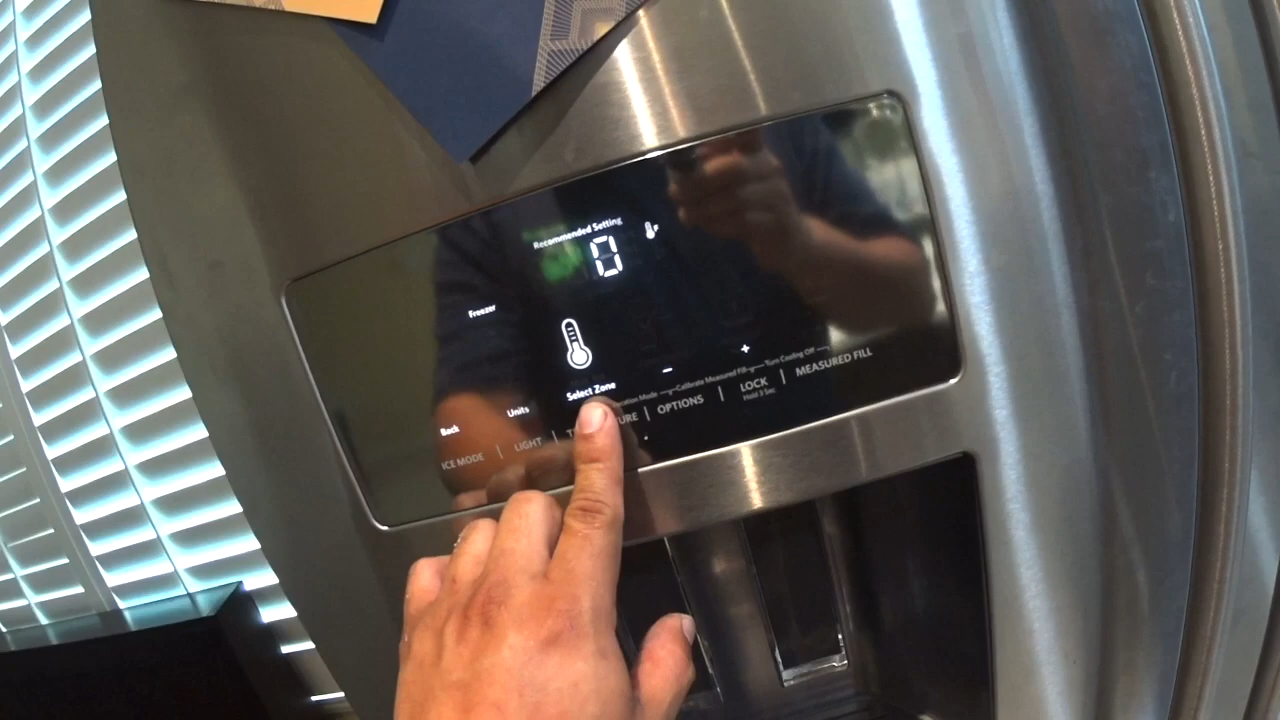 Recommended Setting
0
F
Freezer
Select Zone
Units
Back
- +
Calibrate Measured Fill Turn Cooling Off
ICE MODE | LIGHT | | OPTIONS | LOCK | MEASURED FILL
Hold 3 Sec